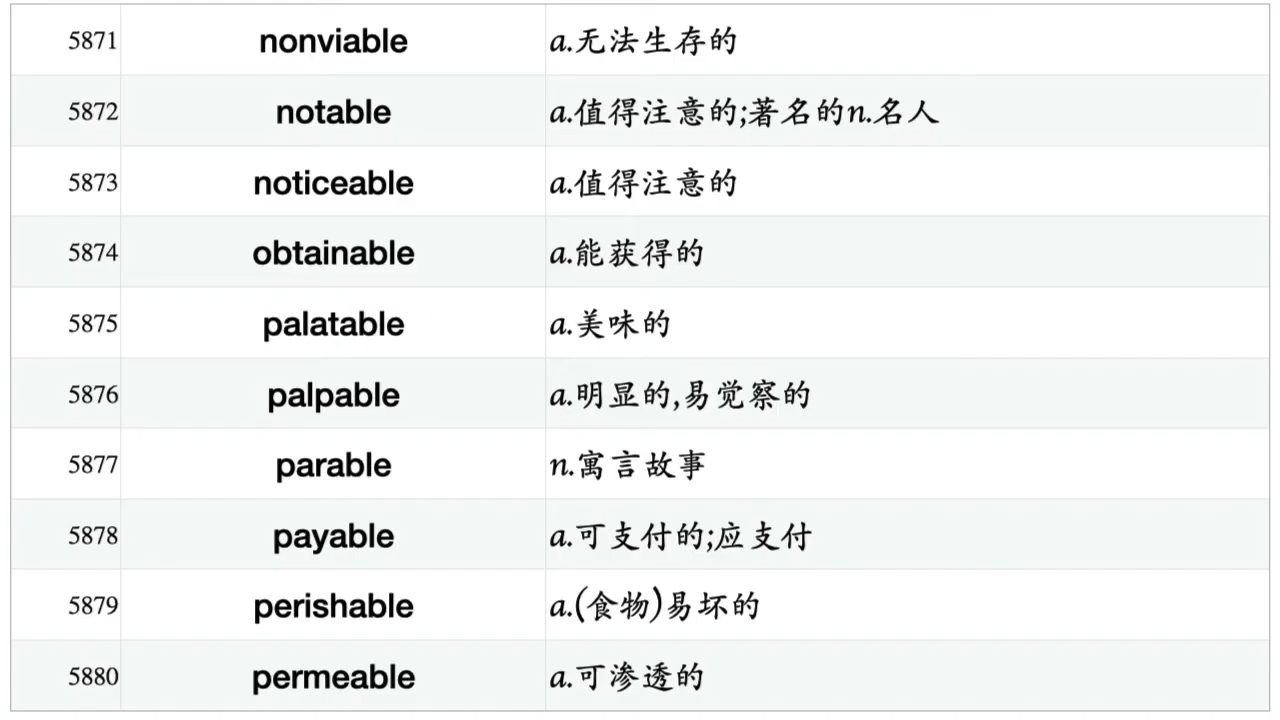 5871 nonviable a.无法生存的
5872 notable a.值得注意的;著名的n.名人
5873 noticeable a.值得注意的
5874 obtainable a.能获得的
5875 palatable a.美味的
5876 palpable a.明显的,易觉察的
5877 parable n.寓言故事
5878 payable a.可支付的;应支付
5879 perishable a.(食物)易坏的
5880 permeable a.可渗透的